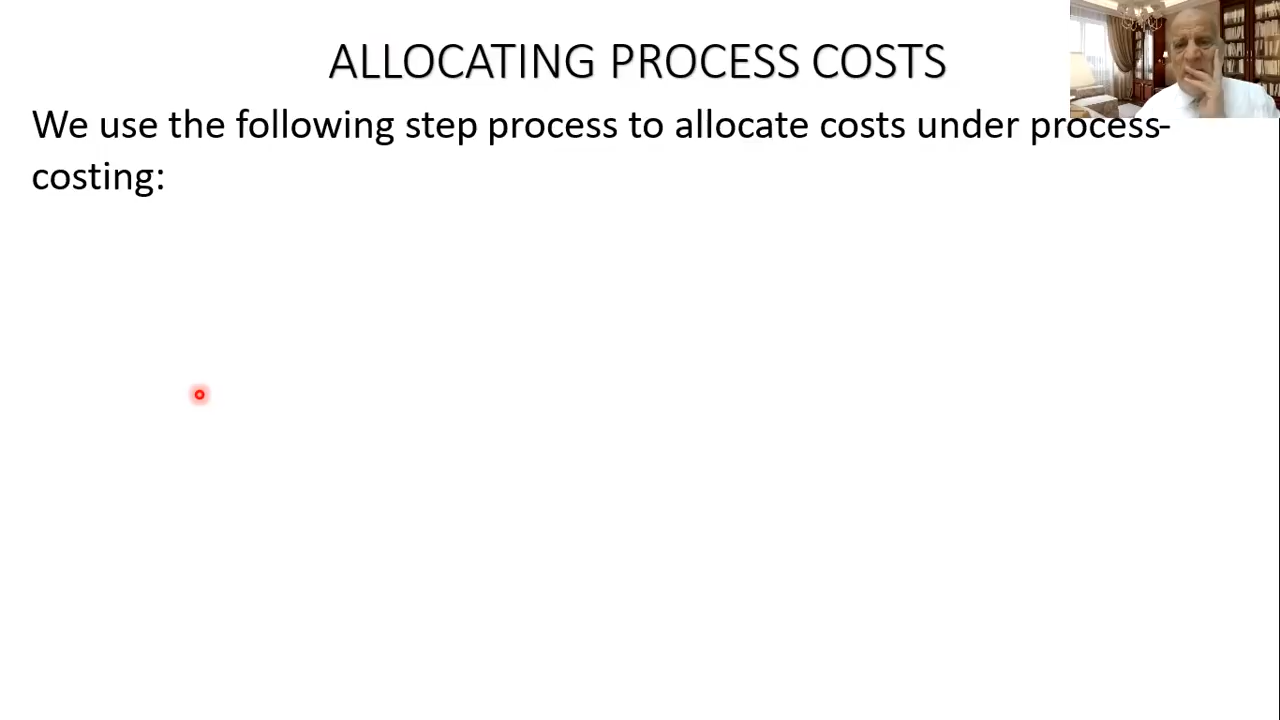 ALLOCATING PROCESS COSTS
We use the following step process to allocate costs under process-
costing: